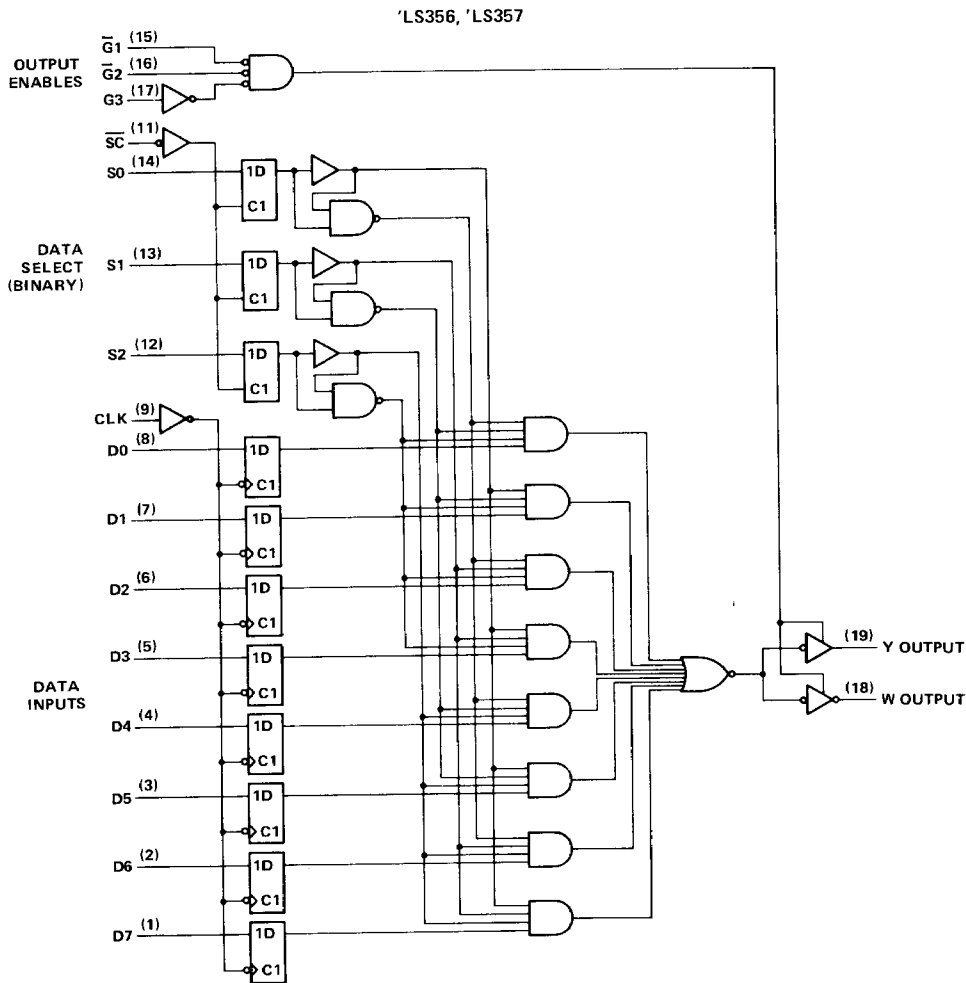 'LS356, 'LS357
OUTPUT
ENABLES
G̅1 (15)
G̅2 (16)
G3 (17)
S̅C̅ (11)
S0 (14)
1D
C1
DATA
SELECT
(BINARY)
S1 (13)
1D
C1
S2 (12)
1D
C1
CLK (9)
D0 (8)
1D
C1
D1 (7)
1D
C1
D2 (6)
1D
C1
D3 (5)
1D
C1
DATA
INPUTS
D4 (4)
1D
C1
D5 (3)
1D
C1
D6 (2)
1D
C1
D7 (1)
1D
C1
(19) Y OUTPUT
(18) W OUTPUT